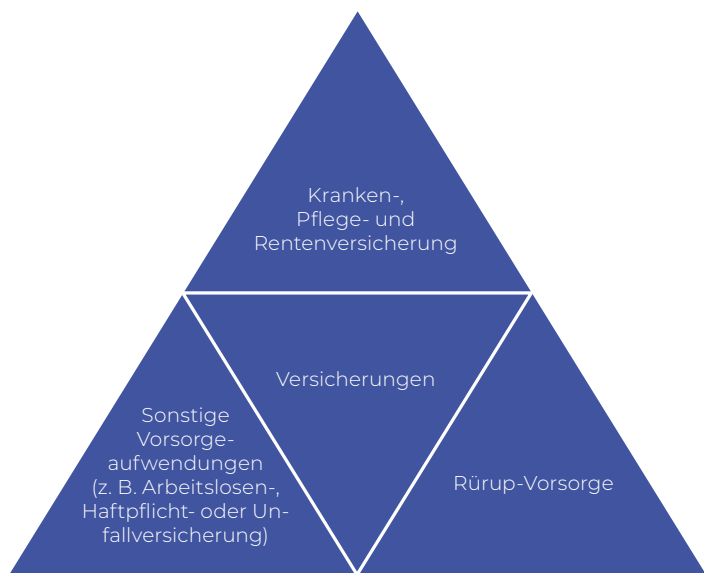 Kranken-,
Pflege- und
Rentenversicherung
Versicherungen
Sonstige
Vorsorge-
aufwendungen
(z. B. Arbeitslosen-,
Haftpflicht- oder Un-
fallversicherung)
Rürup-Vorsorge